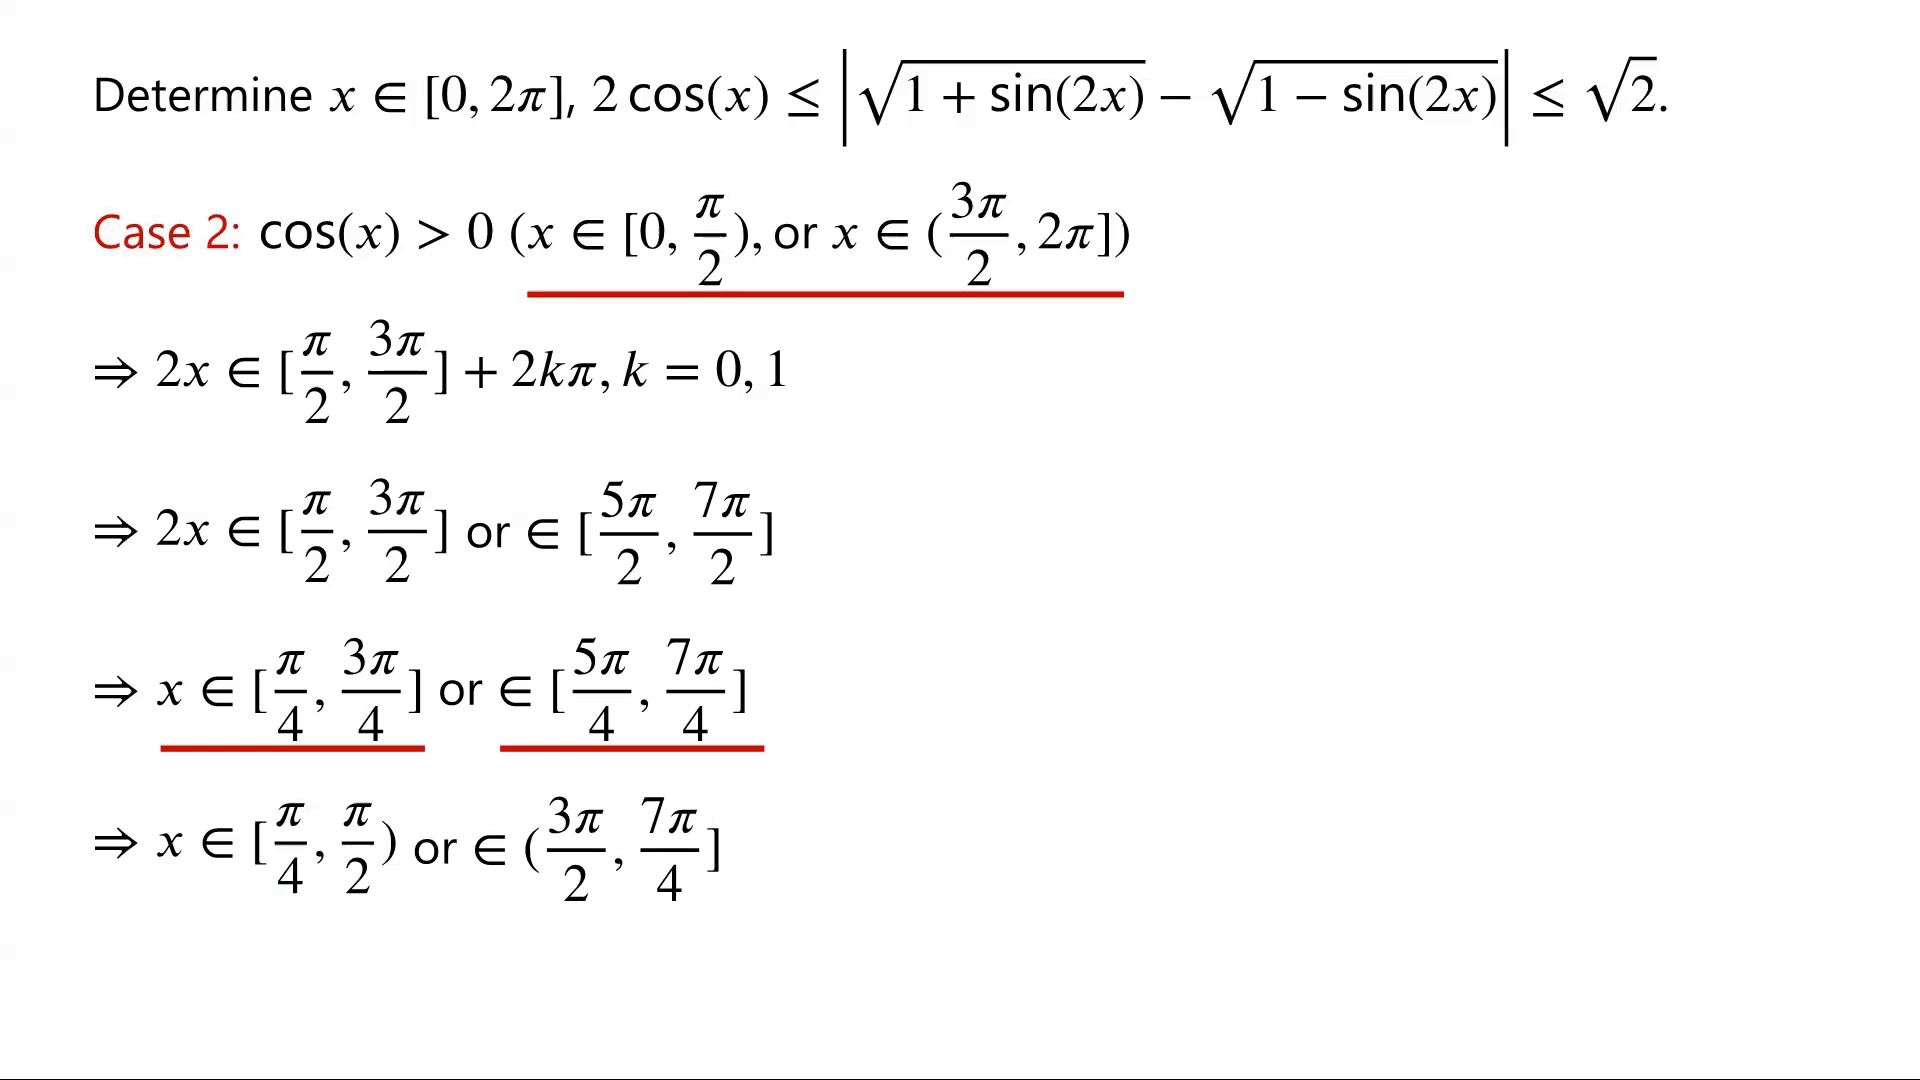 Determine x ∈ [0, 2π], 2 cos(x) ≤ |√(1 + sin(2x)) − √(1 − sin(2x))| ≤ √2.
Case 2: cos(x) > 0 (x ∈ [0, π/2), or x ∈ (3π/2, 2π])
⇒ 2x ∈ [π/2, 3π/2] + 2kπ, k = 0, 1
⇒ 2x ∈ [π/2, 3π/2] or ∈ [5π/2, 7π/2]
⇒ x ∈ [π/4, 3π/4] or ∈ [5π/4, 7π/4]
⇒ x ∈ [π/4, π/2) or ∈ (3π/2, 7π/4]